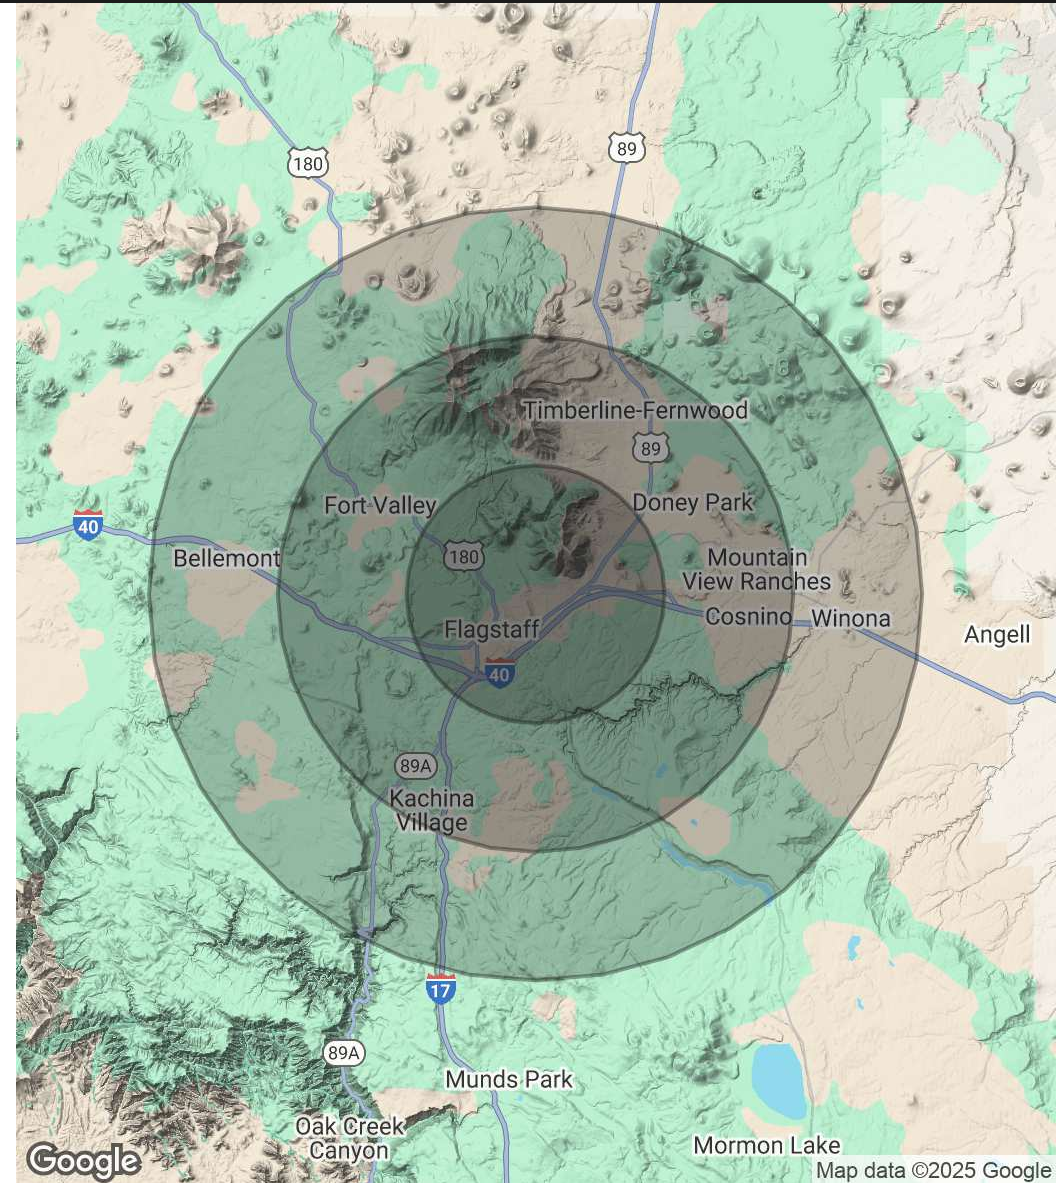 89
180
Timberline-Fernwood
89
Fort Valley
Doney Park
40
Bellemont
180
Mountain
View Ranches
Cosnino
Winona
Flagstaff
Angell
40
89A
Kachina
Village
17
89A
Munds Park
Oak Creek
Canyon
Mormon Lake
Google
Map data ©2025 Google